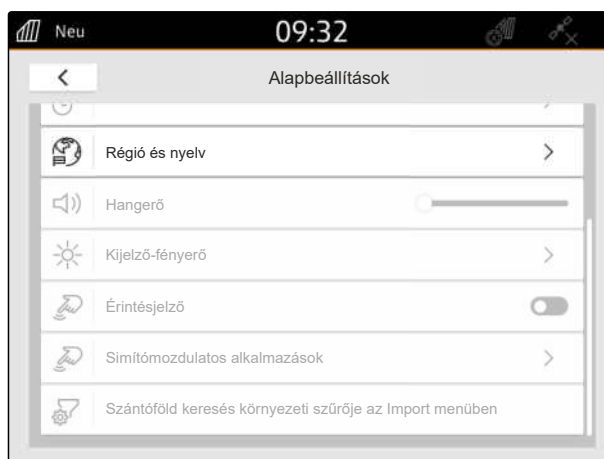 Neu
09:32
Alapbeállítások
Régió és nyelv
Hangerő
Kijelző-fényerő
Érintésjelző
Simítómozdulatos alkalmazások
Szántóföld keresés környezeti szűrője az Import menüben